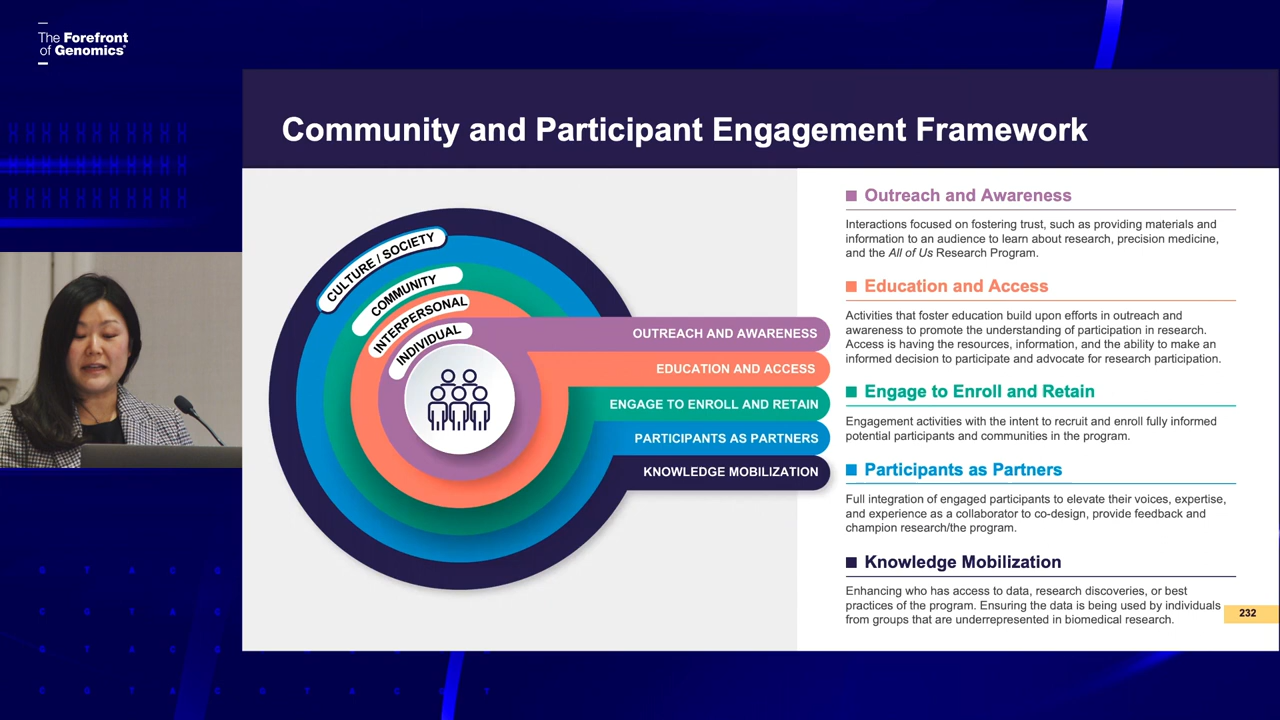 The Forefront
of Genomics®
Community and Participant Engagement Framework
CULTURE / SOCIETY
COMMUNITY
INTERPERSONAL
INDIVIDUAL
OUTREACH AND AWARENESS
EDUCATION AND ACCESS
ENGAGE TO ENROLL AND RETAIN
PARTICIPANTS AS PARTNERS
KNOWLEDGE MOBILIZATION
Outreach and Awareness
Interactions focused on fostering trust, such as providing materials and
information to an audience to learn about research, precision medicine,
and the All of Us Research Program.
Education and Access
Activities that foster education build upon efforts in outreach and
awareness to promote the understanding of participation in research.
Access is having the resources, information, and the ability to make an
informed decision to participate and advocate for research participation.
Engage to Enroll and Retain
Engagement activities with the intent to recruit and enroll fully informed
potential participants and communities in the program.
Participants as Partners
Full integration of engaged participants to elevate their voices, expertise,
and experience as a collaborator to co-design, provide feedback and
champion research/the program.
Knowledge Mobilization
Enhancing who has access to data, research discoveries, or best
practices of the program. Ensuring the data is being used by individuals
from groups that are underrepresented in biomedical research.
232